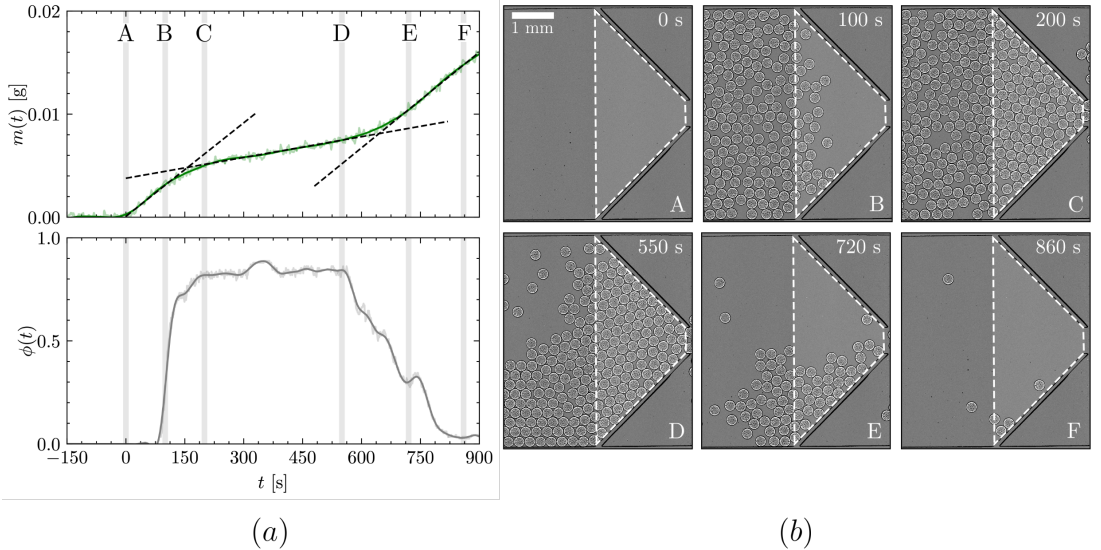 0.02
A B C D E F
m(t) [g]
0.01
0.00
1.0
ϕ(t)
0.5
0.0
−150 0 150 300 450 600 750 900
t [s]
(a)
1 mm
0 s
A
100 s
B
200 s
C
550 s
D
720 s
E
860 s
F
(b)